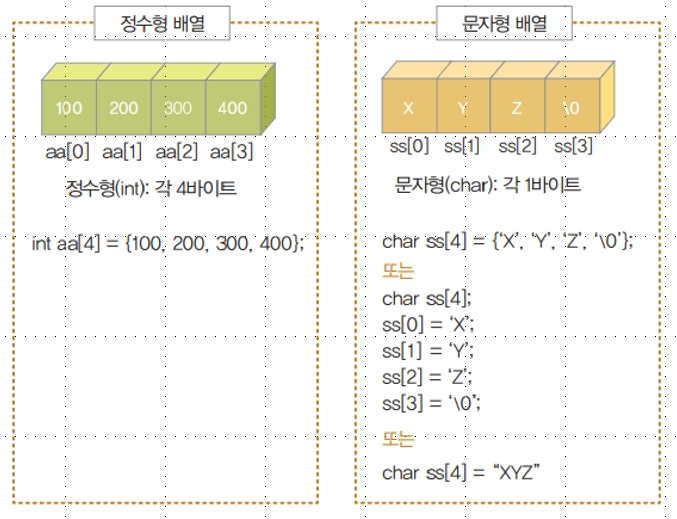 정수형 배열
100 200 300 400
aa[0] aa[1] aa[2] aa[3]
정수형(int): 각 4바이트
int aa[4] = {100, 200, 300, 400};
문자형 배열
X Y Z \0
ss[0] ss[1] ss[2] ss[3]
문자형(char): 각 1바이트
char ss[4] = {‘X’, ‘Y’, ‘Z’, ‘\0’};
또는
char ss[4];
ss[0] = ‘X’;
ss[1] = ‘Y’;
ss[2] = ‘Z’;
ss[3] = ‘\0’;
또는
char ss[4] = “XYZ”